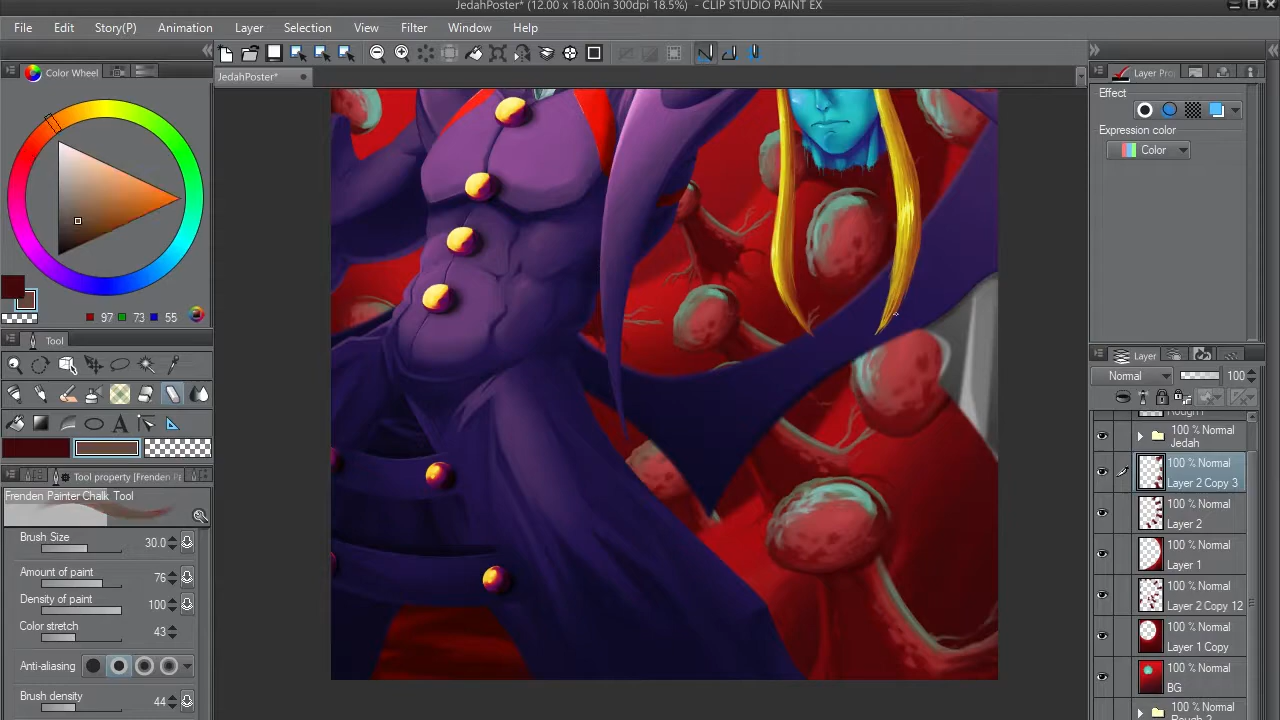 JedahPoster* (12.00 x 18.00in 300dpi 18.5%) - CLIP STUDIO PAINT EX
File Edit Story(P) Animation Layer Selection View Filter Window Help
Color Wheel
JedahPoster*
Layer Pro
Effect
Expression color
Color
97 73 55
Tool
Tool property [Frenden P
Frenden Painter Chalk Tool
Brush Size 30.0
Amount of paint 76
Density of paint 100
Color stretch 43
Anti-aliasing
Brush density 44
Layer
Normal 100
100 % Normal
Jedah
100 % Normal
Layer 2 Copy 3
100 % Normal
Layer 2
100 % Normal
Layer 1
100 % Normal
Layer 2 Copy 12
100 % Normal
Layer 1 Copy
100 % Normal
BG
100 % Normal